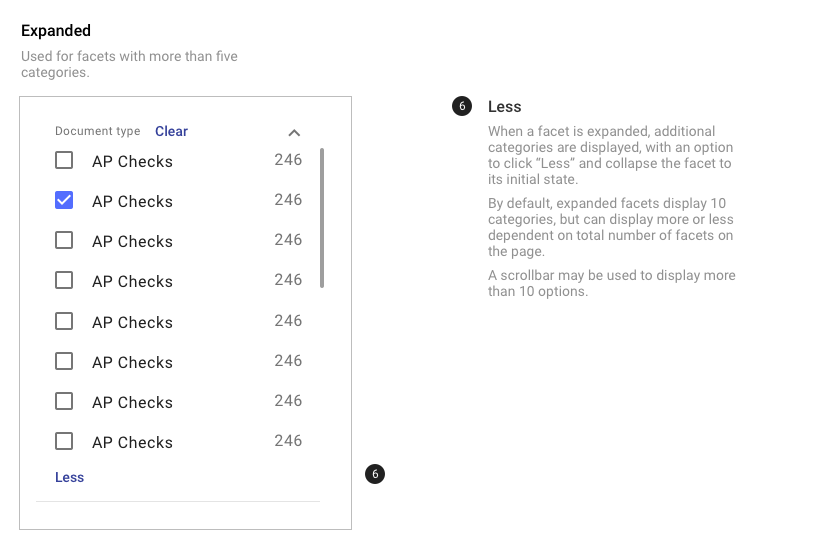 Expanded
Used for facets with more than five
categories.
Document type Clear
AP Checks 246
AP Checks 246
AP Checks 246
AP Checks 246
AP Checks 246
AP Checks 246
AP Checks 246
AP Checks 246
Less
6
6 Less
When a facet is expanded, additional
categories are displayed, with an option
to click “Less” and collapse the facet to
its initial state.
By default, expanded facets display 10
categories, but can display more or less
dependent on total number of facets on
the page.
A scrollbar may be used to display more
than 10 options.